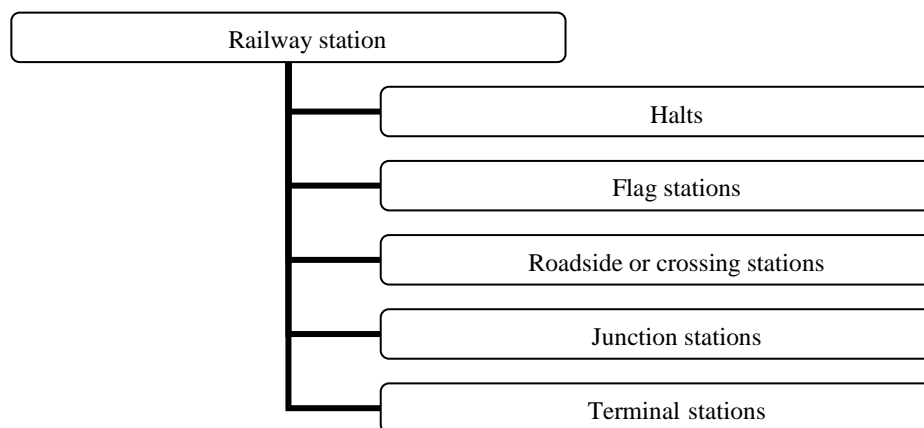 Railway station
Halts
Flag stations
Roadside or crossing stations
Junction stations
Terminal stations